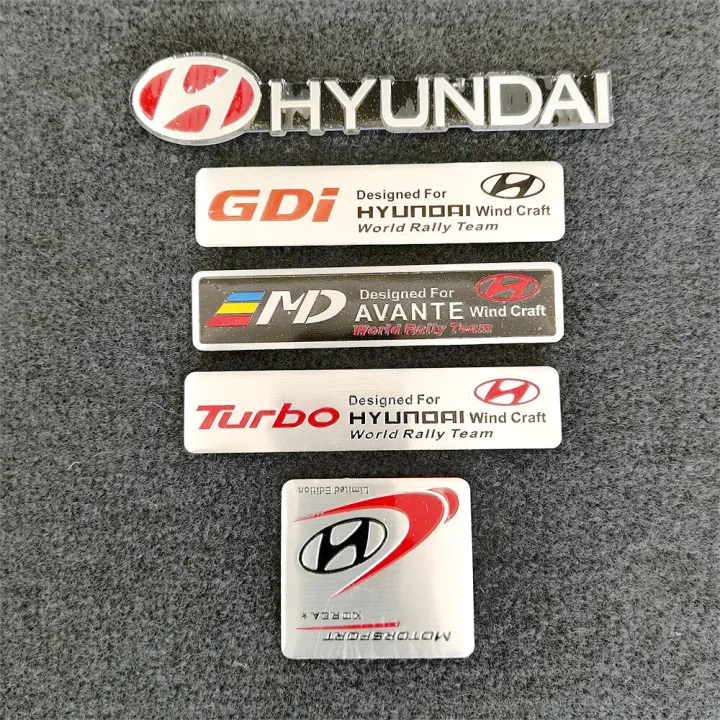 HYUNDAI
GDi
Designed For
HYUNDAI Wind Craft
World Rally Team
MD
Designed For
AVANTE Wind Craft
World Rally Team
Turbo
Designed For
HYUNDAI Wind Craft
World Rally Team
MOTORSPORT
KOREA
Limited Edition